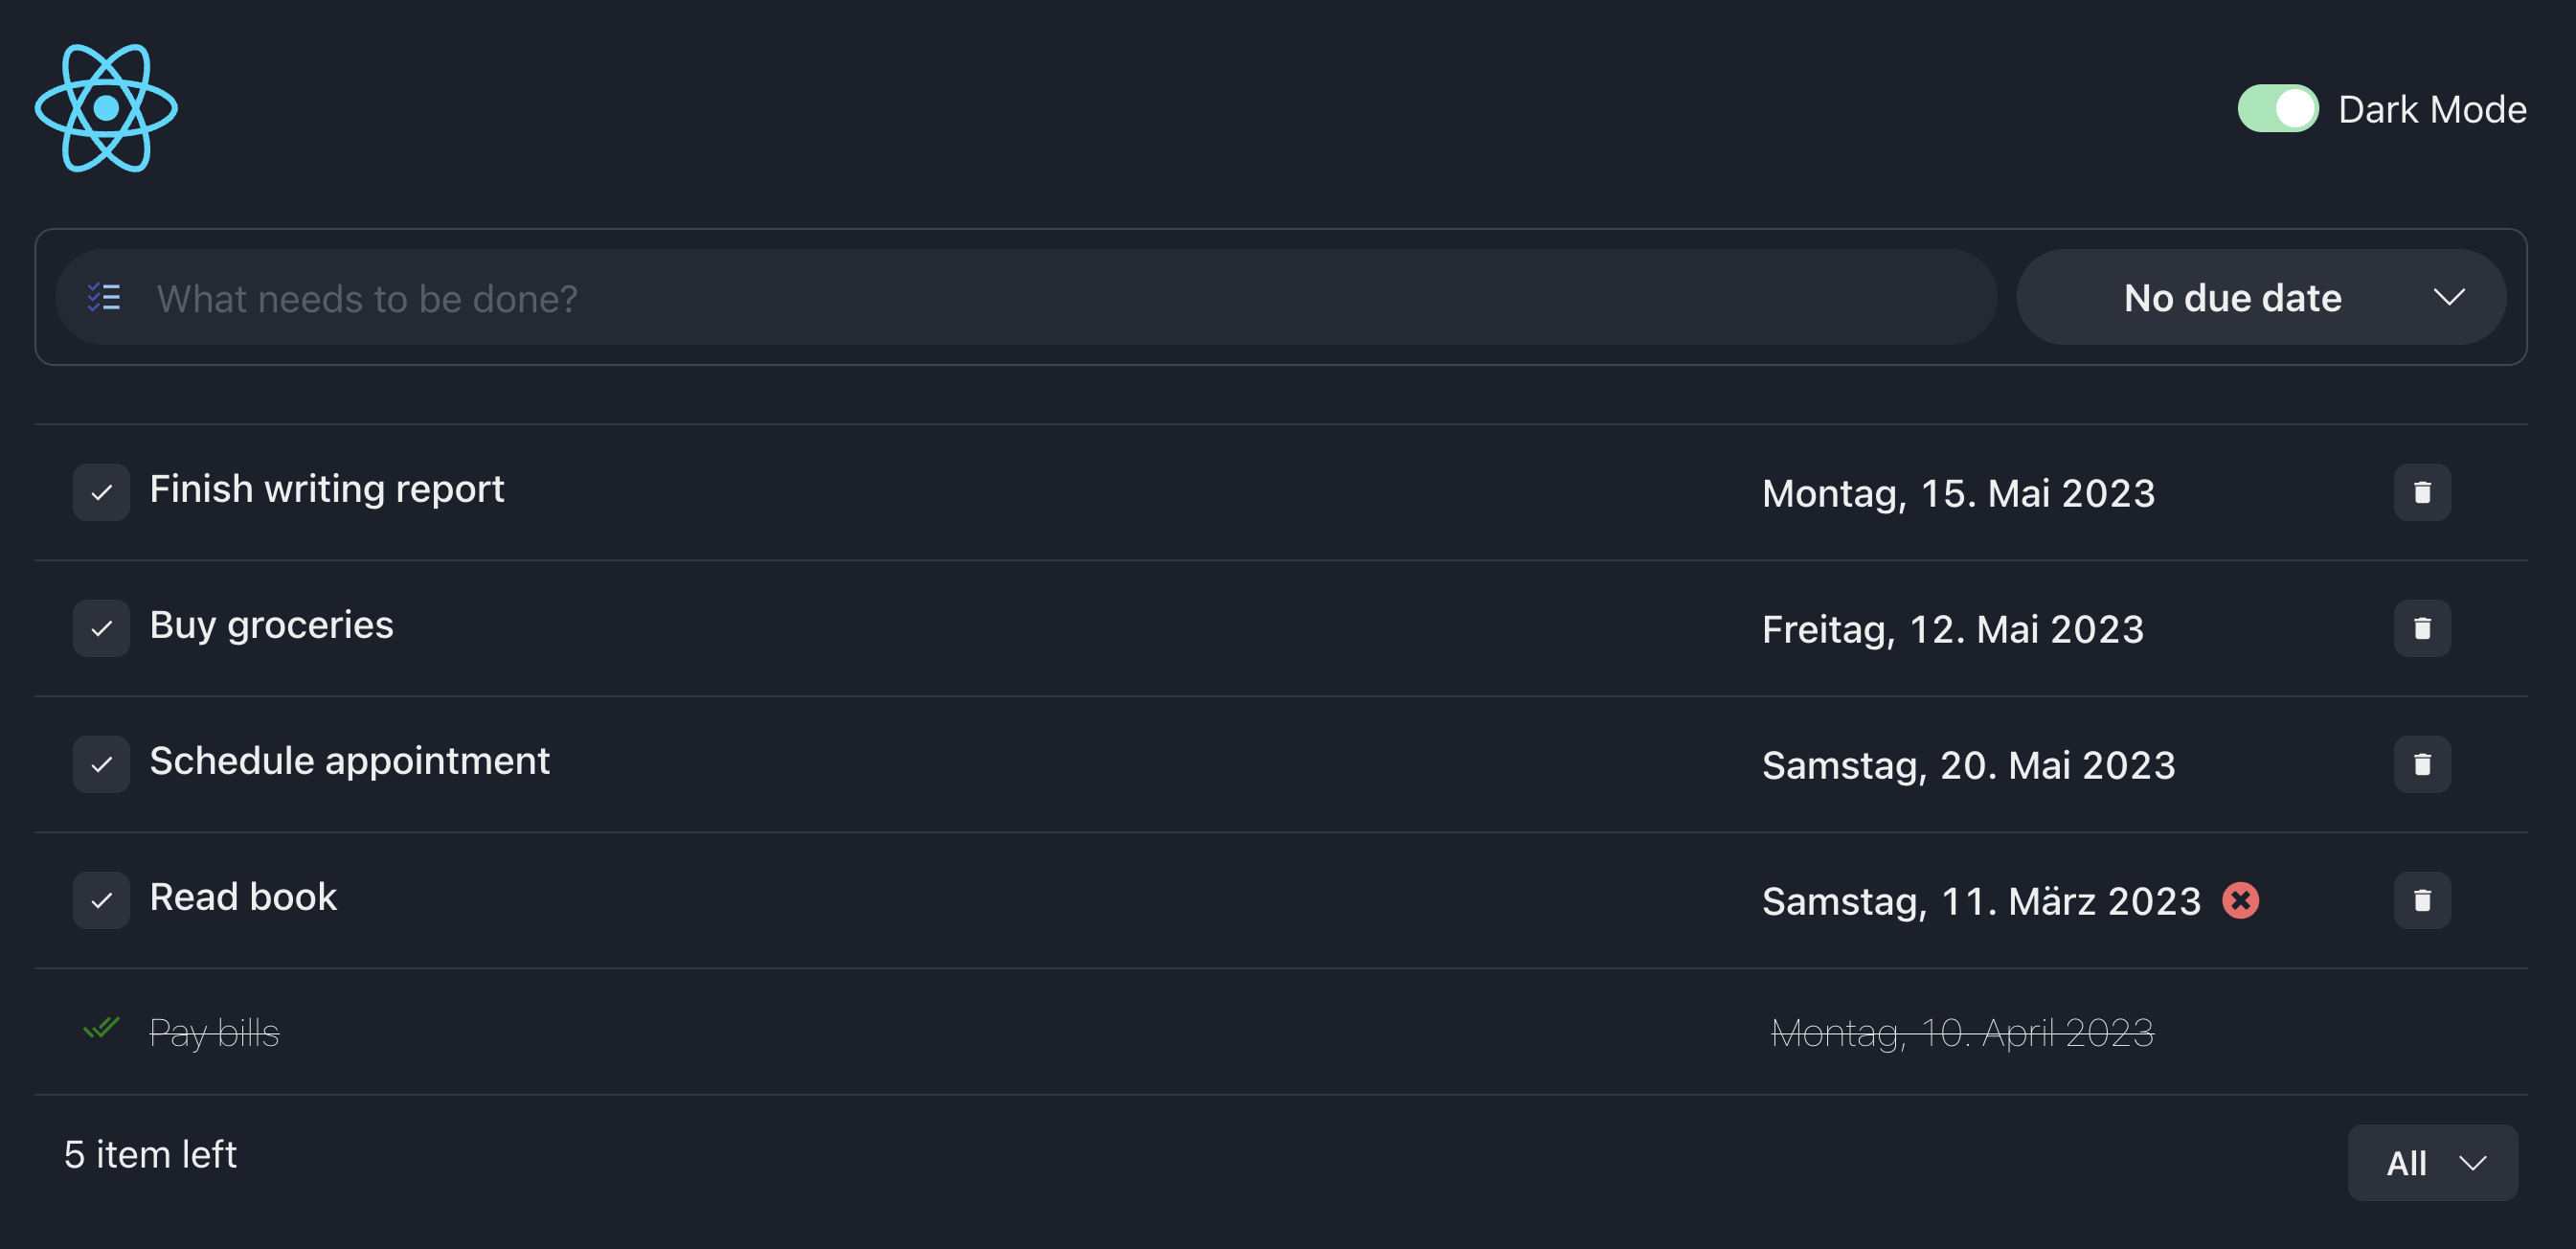 Dark Mode
What needs to be done?
No due date
Finish writing report
Montag, 15. Mai 2023
Buy groceries
Freitag, 12. Mai 2023
Schedule appointment
Samstag, 20. Mai 2023
Read book
Samstag, 11. März 2023
Pay bills
Montag, 10. April 2023
5 item left
All